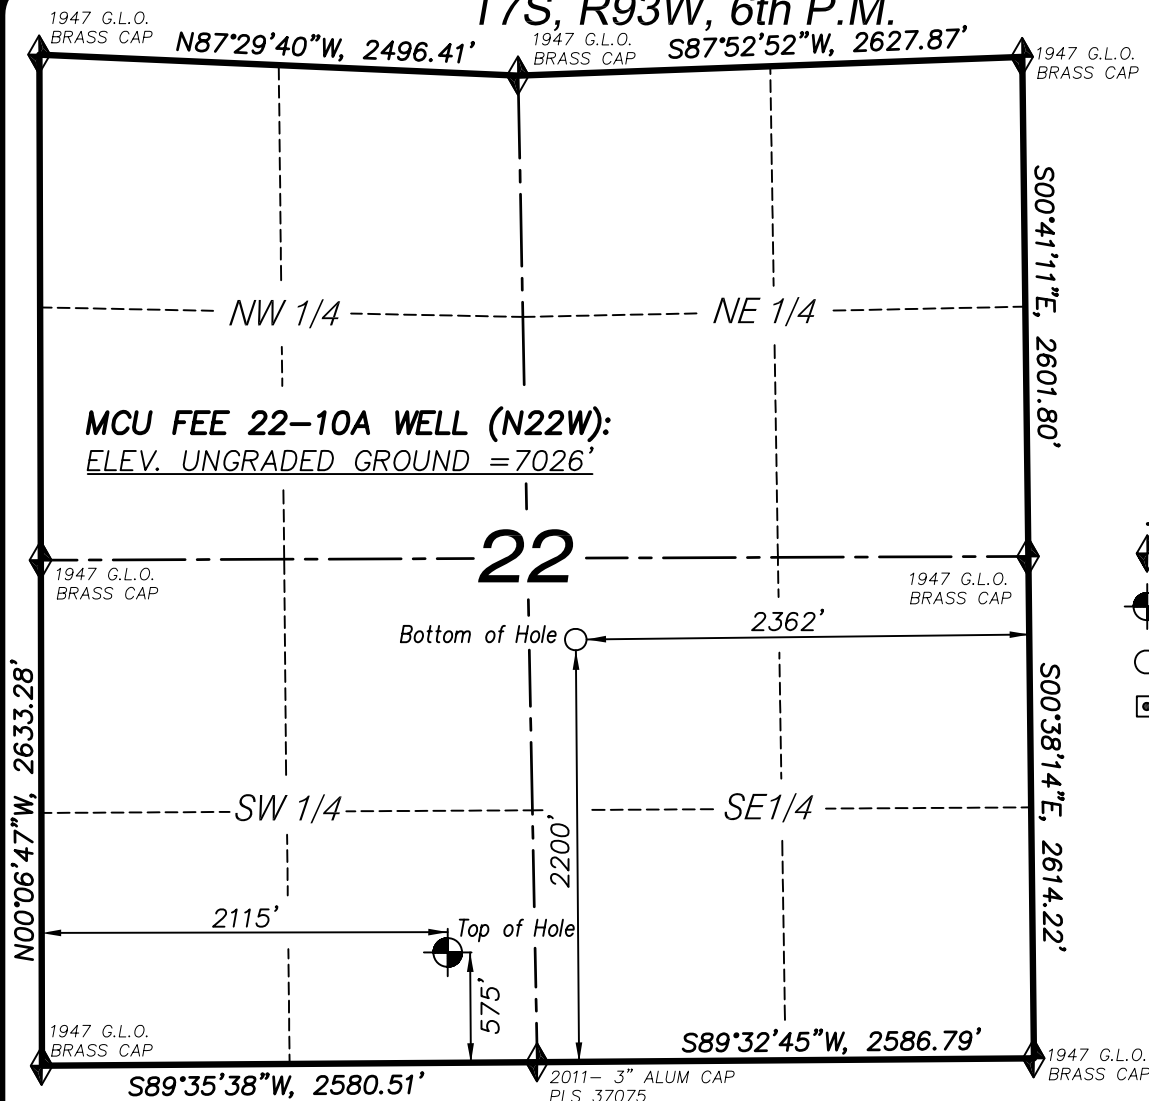 T7S, R93W, 6th P.M.
1947 G.L.O.
BRASS CAP
N87°29'40"W, 2496.41'
1947 G.L.O.
BRASS CAP
S87°52'52"W, 2627.87'
1947 G.L.O.
BRASS CAP
S00°41'11"E, 2601.80'
NW 1/4
NE 1/4
MCU FEE 22-10A WELL (N22W):
ELEV. UNGRADED GROUND =7026'
22
1947 G.L.O.
BRASS CAP
1947 G.L.O.
BRASS CAP
Bottom of Hole
2362'
N00°06'47"W, 2633.28'
S00°38'14"E, 2614.22'
SW 1/4
SE1/4
2200'
2115'
Top of Hole
575'
1947 G.L.O.
BRASS CAP
S89°35'38"W, 2580.51'
S89°32'45"W, 2586.79'
2011- 3" ALUM CAP
PLS 37075
1947 G.L.O.
BRASS CAP